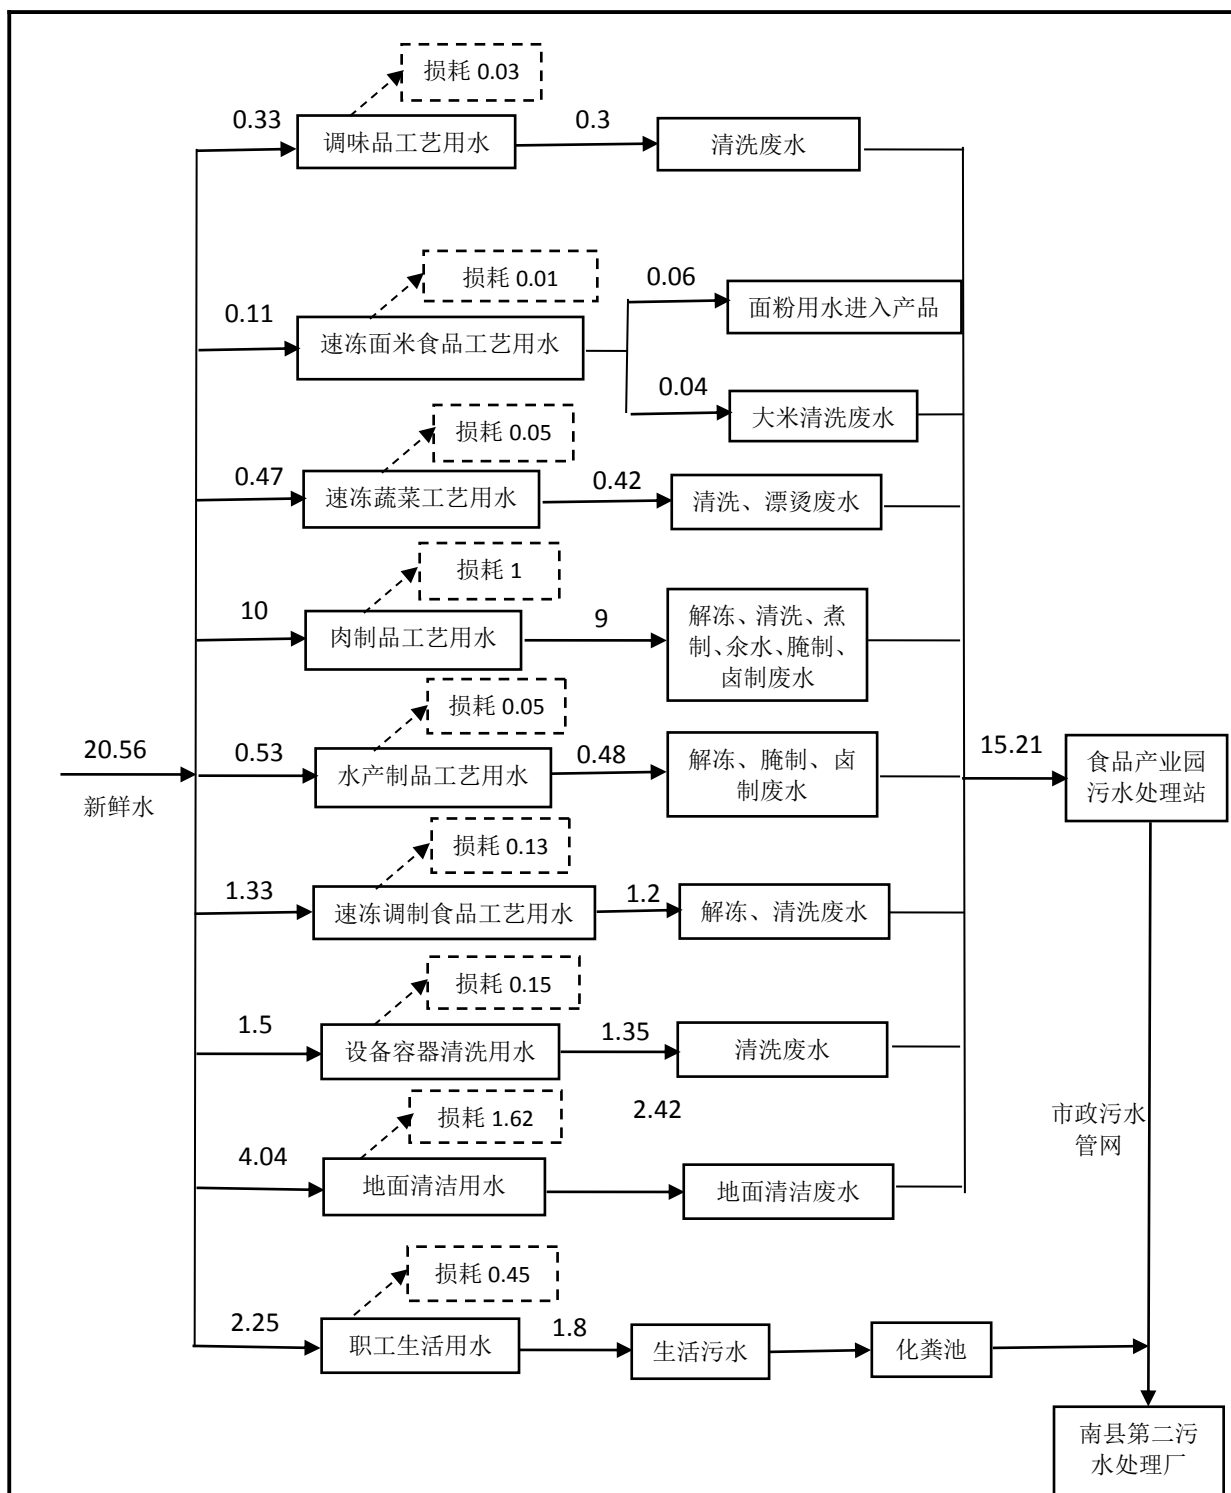 损耗 0.03
0.33
调味品工艺用水
0.3
清洗废水
损耗 0.01
0.11
速冻面米食品工艺用水
0.06
面粉用水进入产品
0.04
大米清洗废水
损耗 0.05
0.47
速冻蔬菜工艺用水
0.42
清洗、漂烫废水
损耗 1
10
肉制品工艺用水
9
解冻、清洗、煮
制、汆水、腌制、
卤制废水
损耗 0.05
20.56
新鲜水
0.53
水产制品工艺用水
0.48
解冻、腌制、卤
制废水
15.21
食品产业园
污水处理站
损耗 0.13
1.33
速冻调制食品工艺用水
1.2
解冻、清洗废水
损耗 0.15
1.5
设备容器清洗用水
1.35
清洗废水
损耗 1.62
4.04
地面清洁用水
2.42
地面清洁废水
市政污水
管网
损耗 0.45
2.25
职工生活用水
1.8
生活污水
化粪池
南县第二污
水处理厂